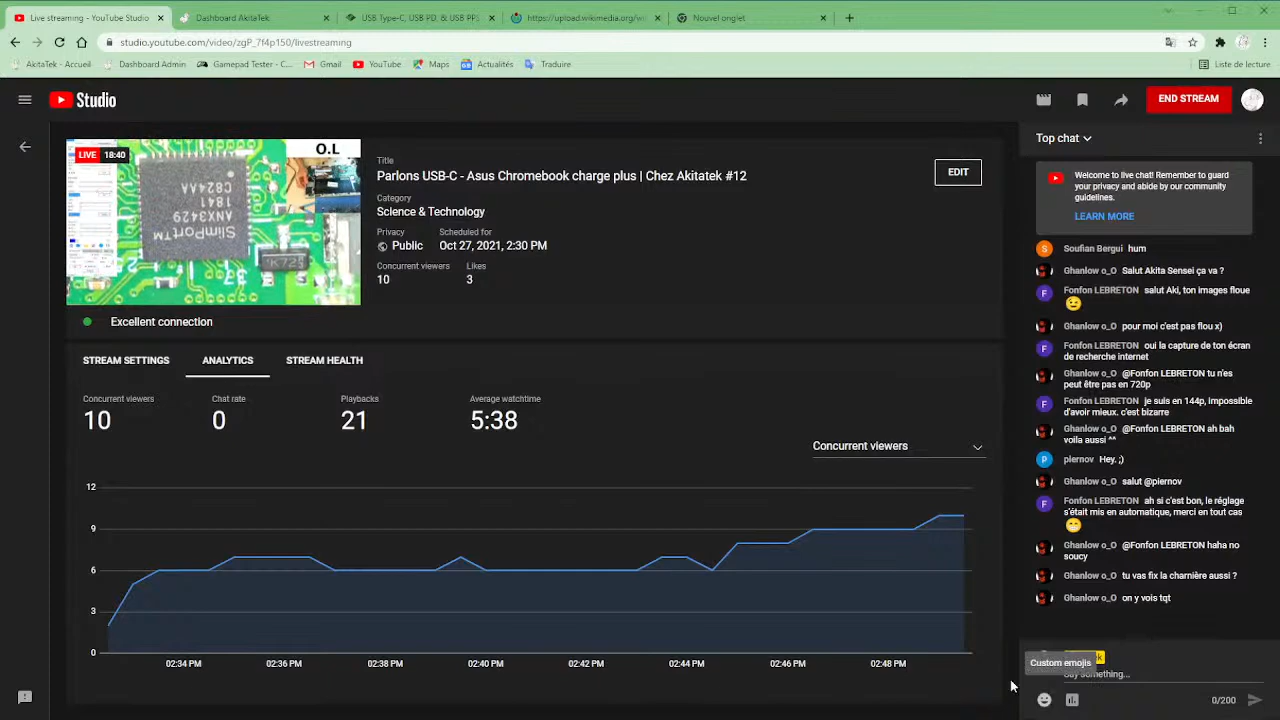 Live streaming - YouTube Studio
Dashboard AkitaTek
USB Type-C, USB PD, & USB PP
https://upload.wikimedia.org/w
Nouvel onglet
studio.youtube.com/video/zgP_7f4p150/livestreaming
AkitaTek - Accueil
Dashboard Admin
Gamepad Tester - C...
Gmail
YouTube
Maps
Actualités
Traduire
Liste de lecture
Studio
END STREAM
LIVE 18:40
O.L
SlimPort™
ANX3429
1841
Title
Parlons USB-C - Asus Chromebook charge plus | Chez Akitatek #12
EDIT
Category
Science & Technology
Privacy
Scheduled for
Public
Oct 27, 2021, 2:30 PM
Concurrent viewers
Likes
10
3
Excellent connection
STREAM SETTINGS
ANALYTICS
STREAM HEALTH
Concurrent viewers
Chat rate
Playbacks
Average watchtime
10
0
21
5:38
Concurrent viewers
12
9
6
3
0
02:34 PM
02:36 PM
02:38 PM
02:40 PM
02:42 PM
02:44 PM
02:46 PM
02:48 PM
Top chat
Welcome to live chat! Remember to guard
your privacy and abide by our community
guidelines.
LEARN MORE
S
Soufian Bergui hum
Ghanlow o_O Salut Akita Sensei ça va ?
F
Fonfon LEBRETON salut Aki, ton images floue
Ghanlow o_O pour moi c'est pas flou x)
F
Fonfon LEBRETON oui la capture de ton écran
de recherche internet
Ghanlow o_O @Fonfon LEBRETON tu n'es
peut être pas en 720p
F
Fonfon LEBRETON je suis en 144p, impossible
d'avoir mieux. c'est bizarre
Ghanlow o_O @Fonfon LEBRETON ah bah
voila aussi ^^
P
piernov Hey. ;)
Ghanlow o_O salut @piernov
F
Fonfon LEBRETON ah si c'est bon, le réglage
s'était mis en automatique, merci en tout cas
Ghanlow o_O @Fonfon LEBRETON haha no
soucy
Ghanlow o_O tu vas fix la charnière aussi ?
Ghanlow o_O on y vois tqt
Custom emojis
Say something...
0/200